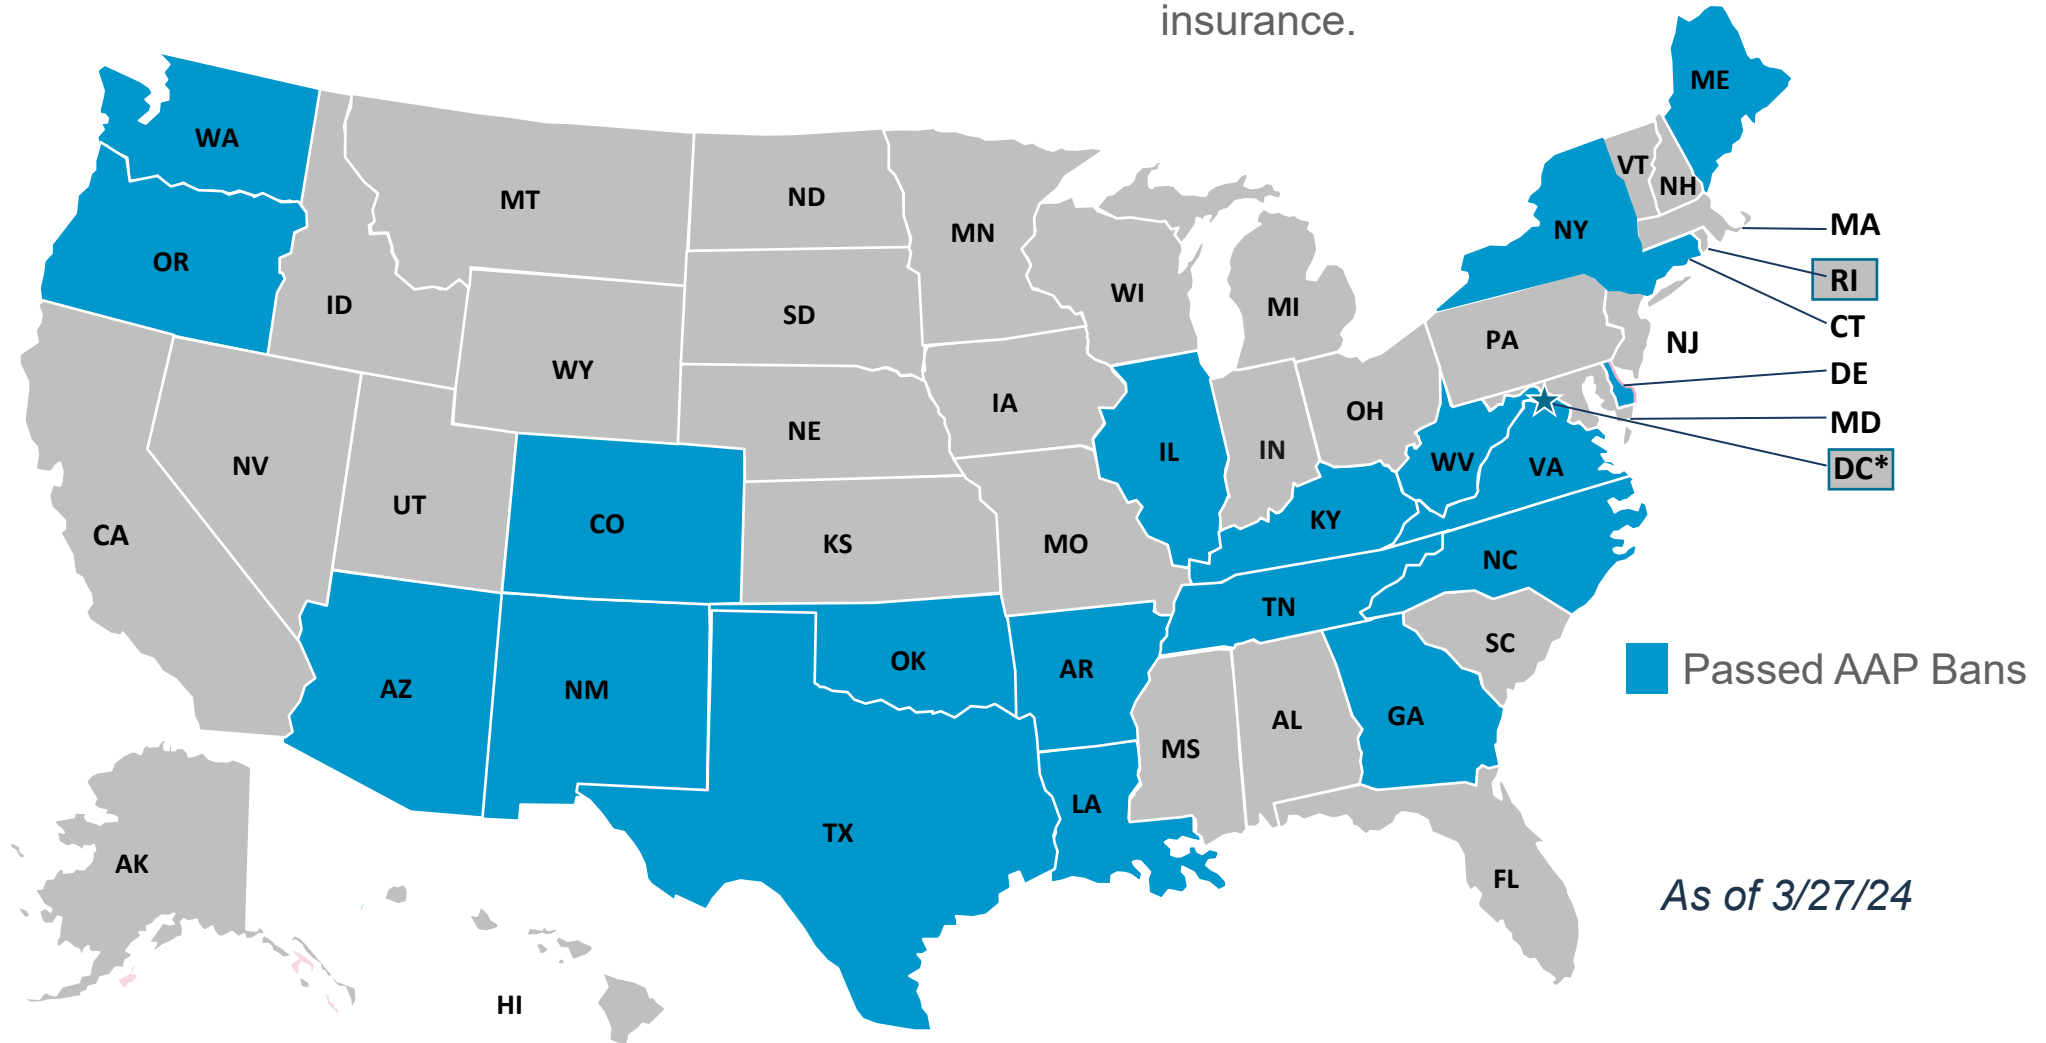 insurance.
ME
WA
VT
NH
MT
ND
MN
NY
MA
OR
RI
ID
SD
WI
MI
CT
PA
NJ
WY
DE
IA
OH
NE
MD
IL
IN
WV
VA
DC*
NV
UT
CO
KY
CA
KS
MO
NC
TN
SC
OK
AR
Passed AAP Bans
AZ
NM
GA
AL
MS
LA
TX
AK
FL
As of 3/27/24
HI